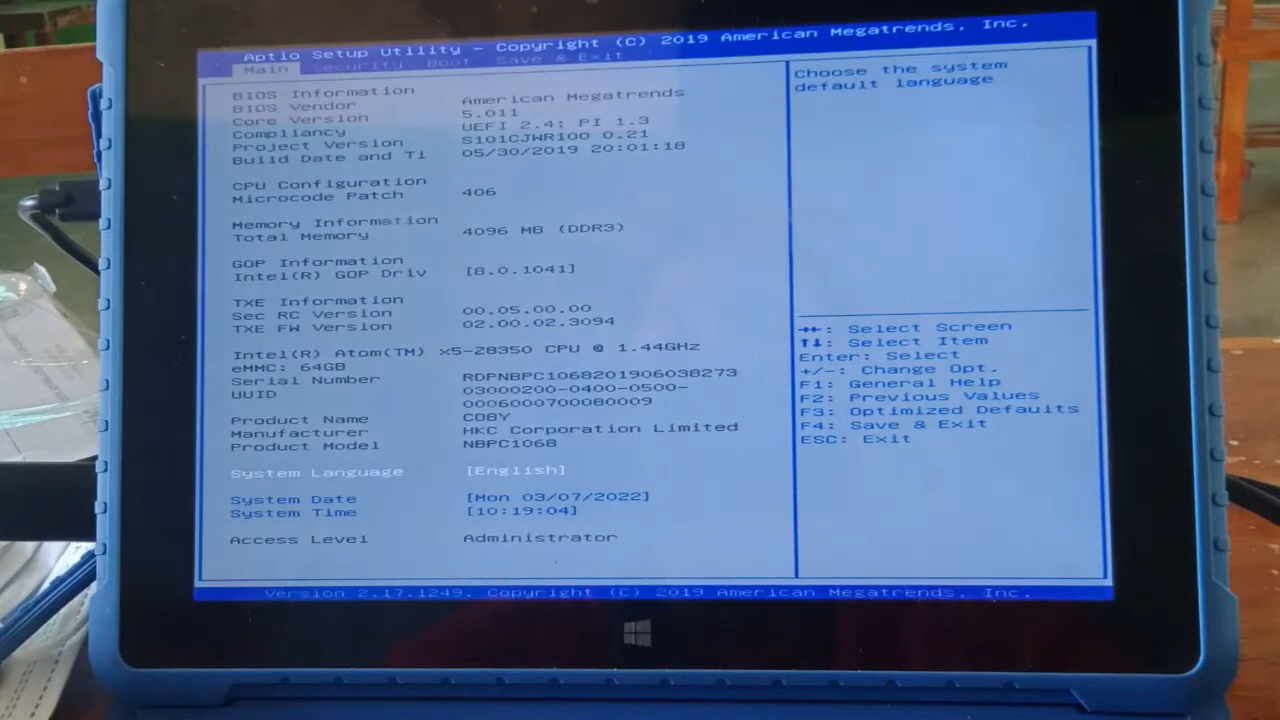 Aptio Setup Utility - Copyright (C) 2019 American Megatrends, Inc.
Main Security Boot Save & Exit
BIOS Information
BIOS Vendor American Megatrends
Core Version 5.011
Compliancy UEFI 2.4; PI 1.3
Project Version S101CJWR100 0.21
Build Date and Ti 05/30/2019 20:01:18
CPU Configuration
Microcode Patch 406
Memory Information
Total Memory 4096 MB (DDR3)
GOP Information
Intel(R) GOP Driv [8.0.1041]
TXE Information
Sec RC Version 00.05.00.00
TXE FW Version 02.00.02.3094
Intel(R) Atom(TM) x5-Z8350 CPU @ 1.44GHz
eMMC: 64GB
Serial Number RDPNBPC1068201906038273
UUID 03000200-0400-0500-
0006000700080009
Product Name COBY
Manufacturer HKC Corporation Limited
Product Model NBPC1068
System Language [English]
System Date [Mon 03/07/2022]
System Time [10:19:04]
Access Level Administrator
Choose the system
default language
→←: Select Screen
↑↓: Select Item
Enter: Select
+/-: Change Opt.
F1: General Help
F2: Previous Values
F3: Optimized Defaults
F4: Save & Exit
ESC: Exit
Version 2.17.1249. Copyright (C) 2019 American Megatrends, Inc.